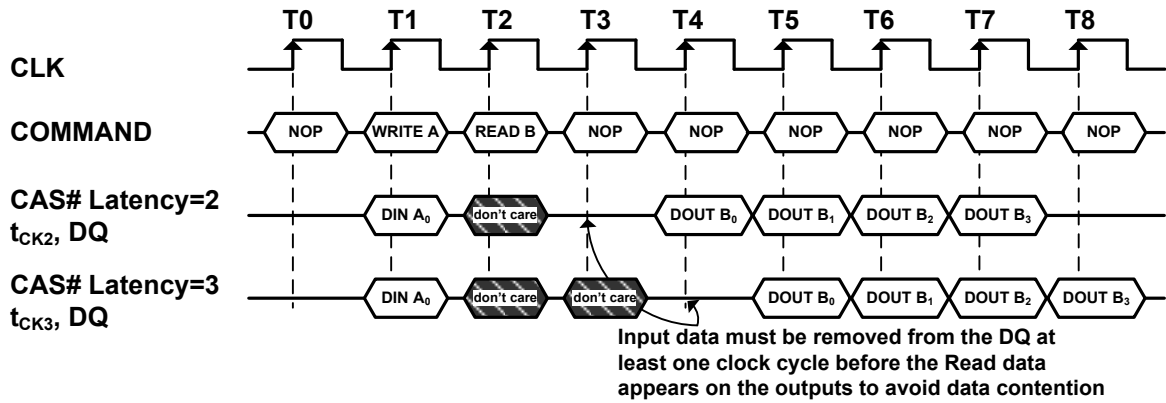 T0 T1 T2 T3 T4 T5 T6 T7 T8
CLK
COMMAND NOP WRITE A READ B NOP NOP NOP NOP NOP NOP
CAS# Latency=2
tCK2, DQ DIN A0 don't care DOUT B0 DOUT B1 DOUT B2 DOUT B3
CAS# Latency=3
tCK3, DQ DIN A0 don't care don't care DOUT B0 DOUT B1 DOUT B2 DOUT B3
Input data must be removed from the DQ at
least one clock cycle before the Read data
appears on the outputs to avoid data contention